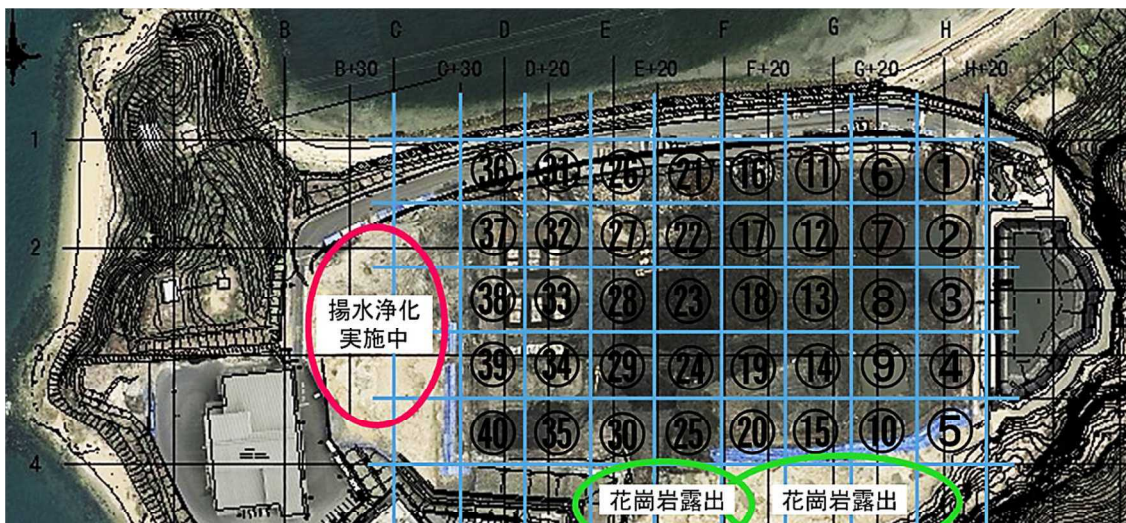 A B C D E F G H I
B+30 C+30 D+20 E+20 F+20 G+20 H+20
1
㊱ ㉛ ㉖ ㉑ ⑯ ⑪ ⑥ ①
㊲ ㉜ ㉗ ㉒ ⑰ ⑫ ⑦ ②
2
㊳ ㉝ ㉘ ㉓ ⑱ ⑬ ⑧ ③
揚水浄化
実施中
3
㊴ ㉞ ㉙ ㉔ ⑲ ⑭ ⑨ ④
㊵ ㉟ ㉚ ㉕ ⑳ ⑮ ⑩ ⑤
4
花崗岩露出 花崗岩露出